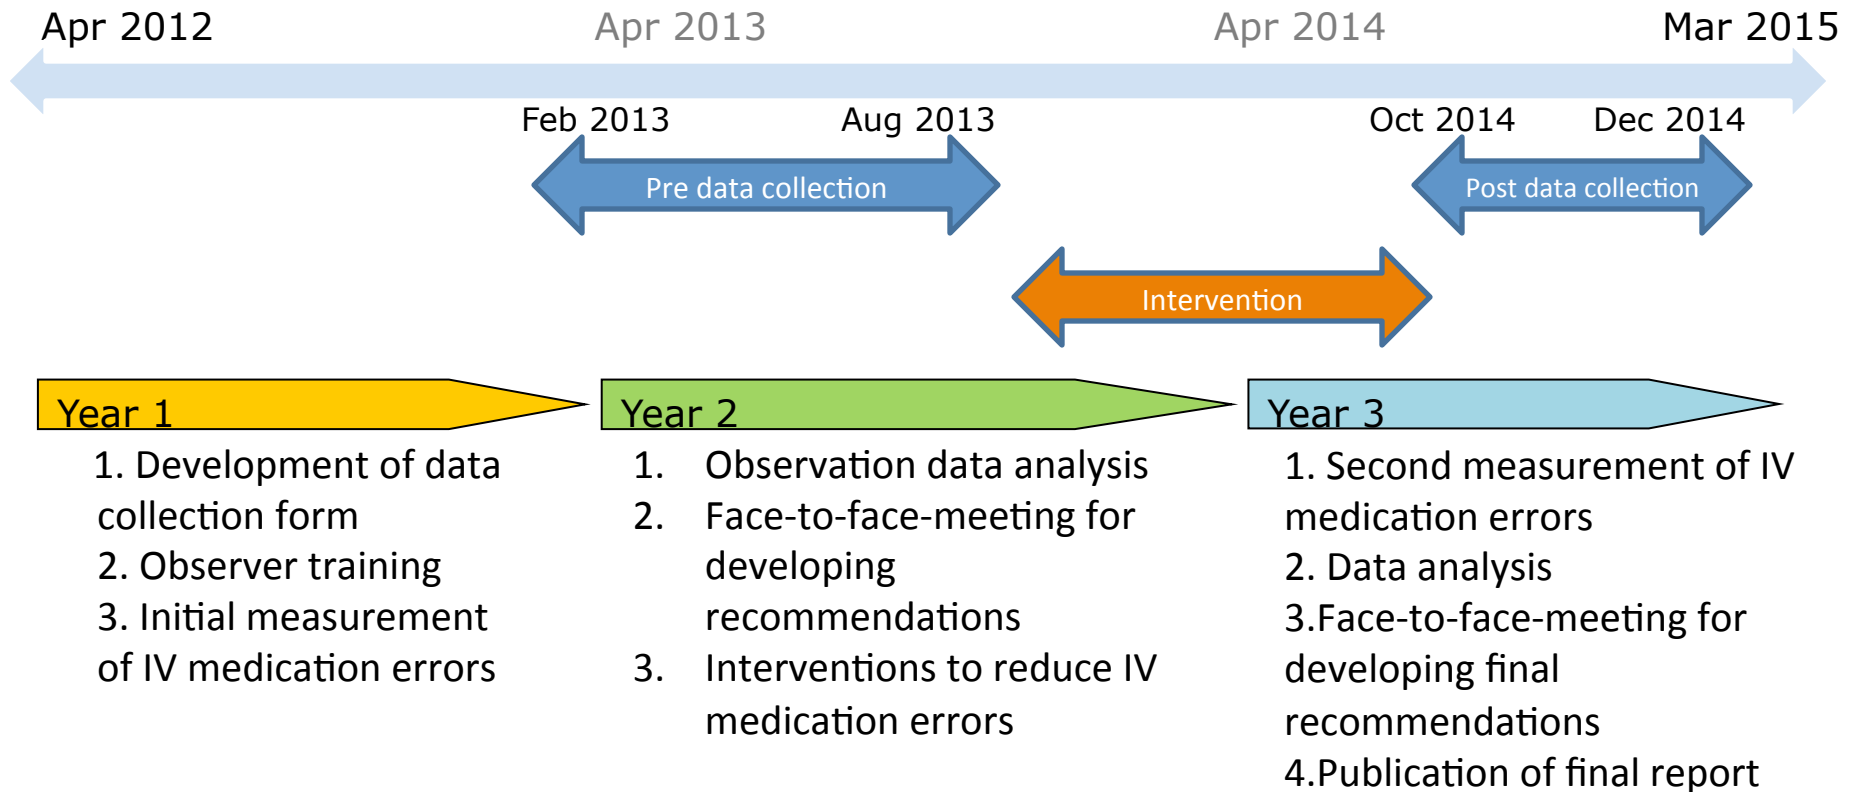 Apr 2012 Apr 2013 Apr 2014 Mar 2015
Feb 2013 Aug 2013 Oct 2014 Dec 2014
Pre data collection Post data collection
Intervention
Year 1
1. Development of data
collection form
2. Observer training
3. Initial measurement
of IV medication errors
Year 2
1. Observation data analysis
2. Face-to-face-meeting for
developing
recommendations
3. Interventions to reduce IV
medication errors
Year 3
1. Second measurement of IV
medication errors
2. Data analysis
3.Face-to-face-meeting for
developing final
recommendations
4.Publication of final report